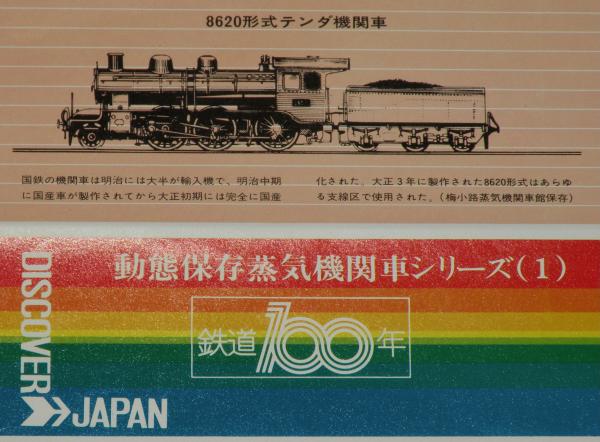 8620形式テンダ機関車
国鉄の機関車は明治には大半が輸入機で、明治中期
に国産車が製作されてから大正初期には完全に国産
化された。大正3年に製作された8620形式はあらゆ
る支線区で使用された。(梅小路蒸気機関車館保存)
動態保存蒸気機関車シリーズ(1)
鉄道100年
DISCOVER
JAPAN